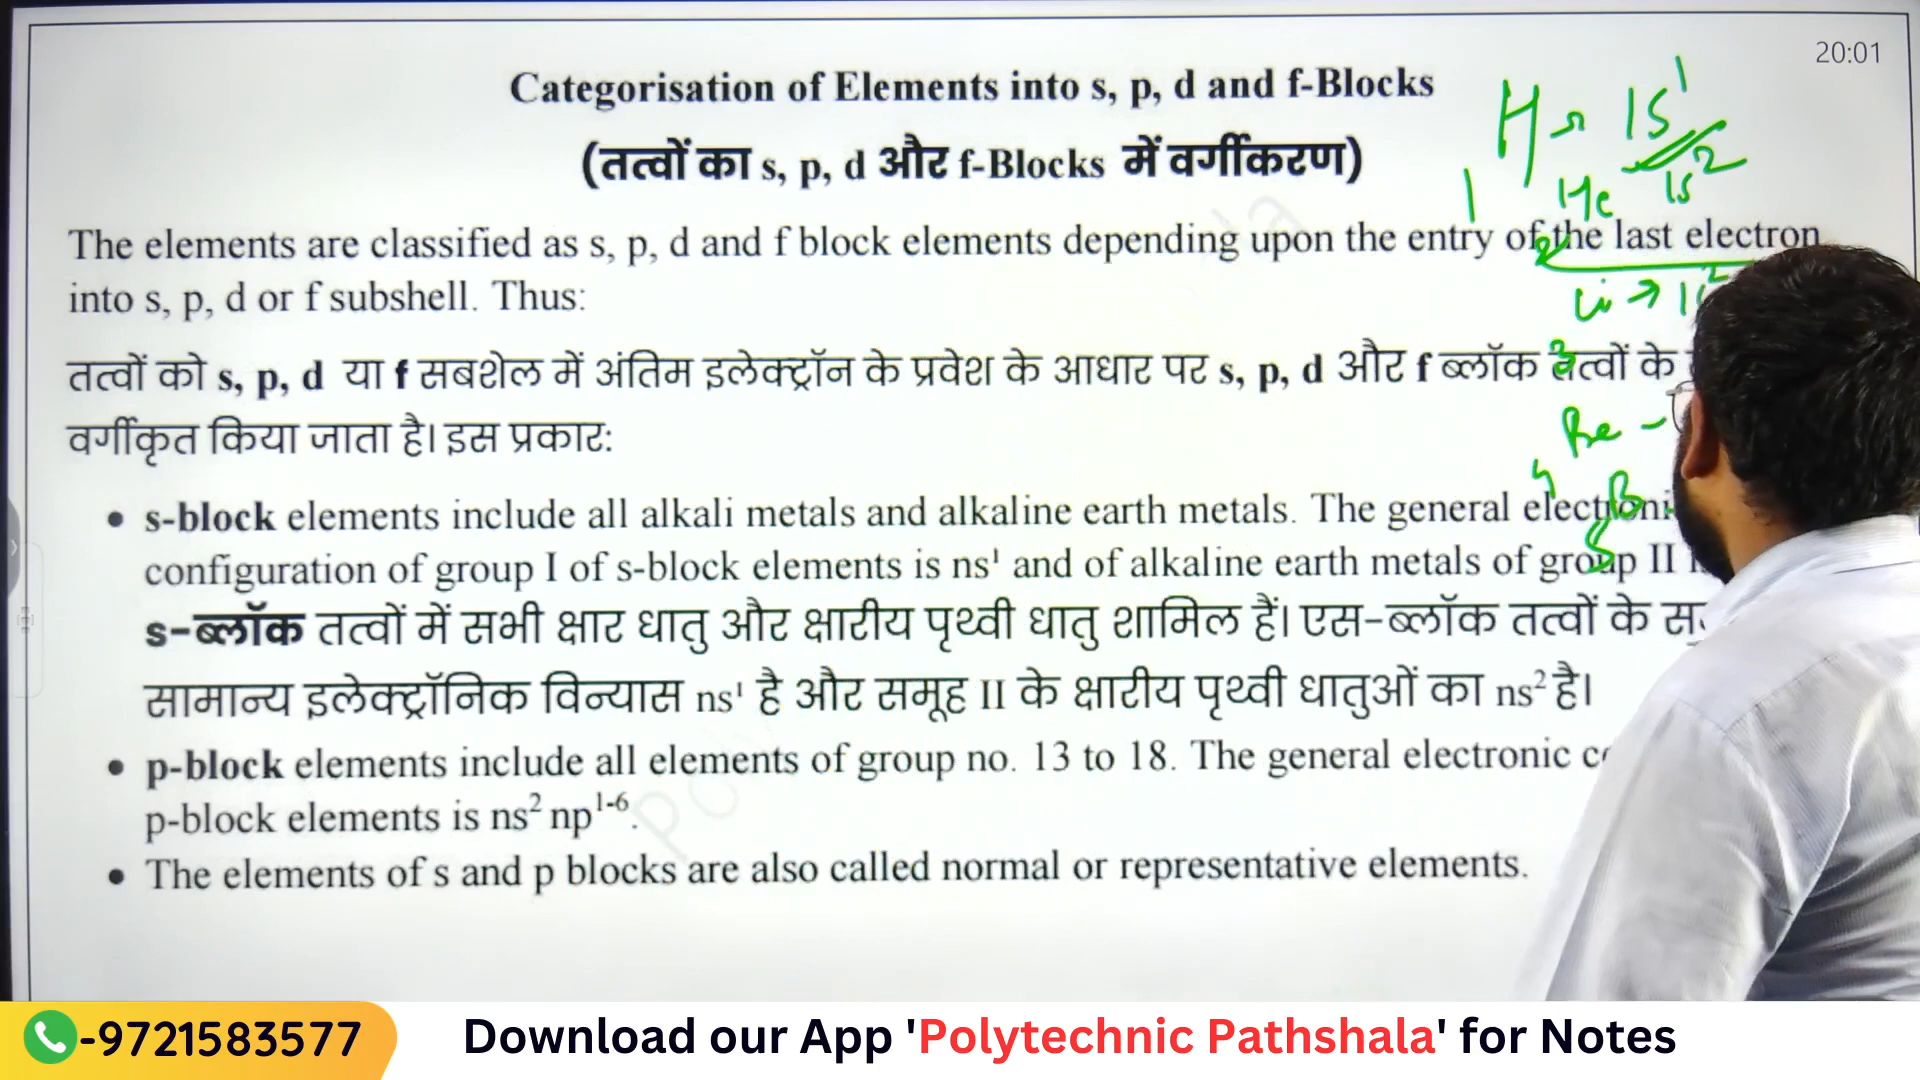 20:01
Categorisation of Elements into s, p, d and f-Blocks
(तत्वों का s, p, d और f-Blocks में वर्गीकरण)
H 1s¹
1 He 1s²
The elements are classified as s, p, d and f block elements depending upon the entry of the last electron
2
into s, p, d or f subshell. Thus:
Li → 1s²
तत्वों को s, p, d या f सबशेल में अंतिम इलेक्ट्रॉन के प्रवेश के आधार पर s, p, d और f ब्लॉक तत्वों के
3
वर्गीकृत किया जाता है। इस प्रकार:
Be -
4
B
5
• s-block elements include all alkali metals and alkaline earth metals. The general electroni
configuration of group I of s-block elements is ns¹ and of alkaline earth metals of group II
s-ब्लॉक तत्वों में सभी क्षार धातु और क्षारीय पृथ्वी धातु शामिल हैं। एस-ब्लॉक तत्वों के
सामान्य इलेक्ट्रॉनिक विन्यास ns¹ है और समूह II के क्षारीय पृथ्वी धातुओं का ns² है।
• p-block elements include all elements of group no. 13 to 18. The general electronic
p-block elements is ns² np¹⁻⁶.
• The elements of s and p blocks are also called normal or representative elements.
-9721583577
Download our App 'Polytechnic Pathshala' for Notes